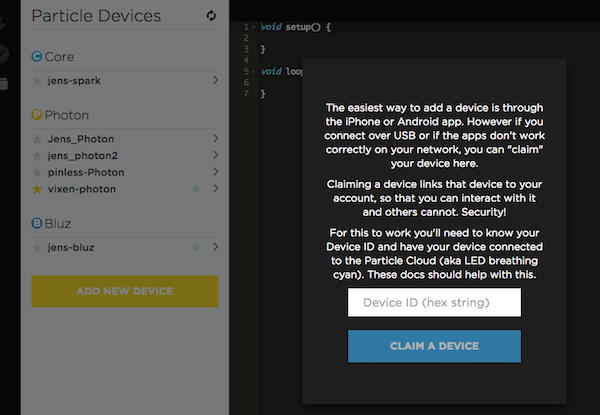 Particle Devices
Core
jens-spark
Photon
Jens_Photon
jens_photon2
pinless-Photon
vixen-photon
Bluz
jens-bluz
ADD NEW DEVICE
1 void setup() {
2
3 }
4
5 void loop
6
7 }
The easiest way to add a device is through
the iPhone or Android app. However if you
connect over USB or if the apps don't work
correctly on your network, you can "claim"
your device here.
Claiming a device links that device to your
account, so that you can interact with it
and others cannot. Security!
For this to work you'll need to know your
Device ID and have your device connected
to the Particle Cloud (aka LED breathing
cyan). These docs should help with this.
Device ID (hex string)
CLAIM A DEVICE